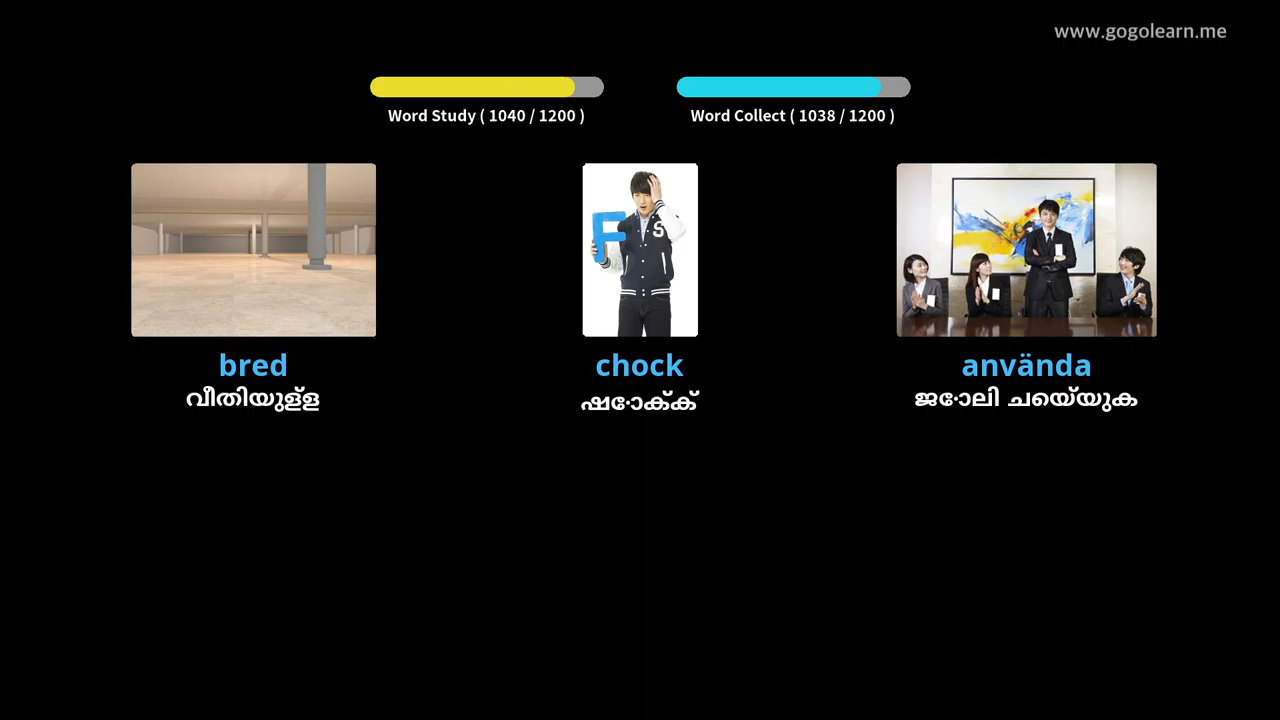 www.gogolearn.me
Word Study ( 1040 / 1200 )
Word Collect ( 1038 / 1200 )
F
S
bred
chock
använda
വീതിയുള്ള
ഷോക്ക്
ജോലി ചെയ്യുക